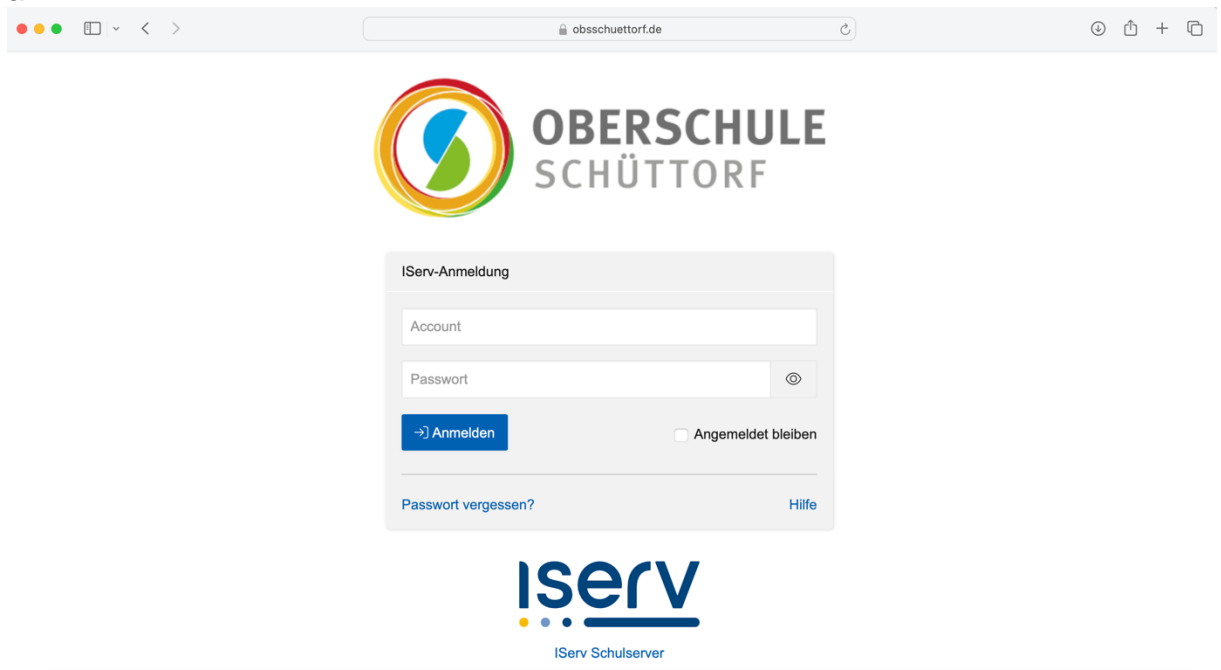 obsschuettorf.de
OBERSCHULE
SCHÜTTORF
IServ-Anmeldung
Account
Passwort
Anmelden
Angemeldet bleiben
Passwort vergessen?
Hilfe
Iserv
IServ Schulserver